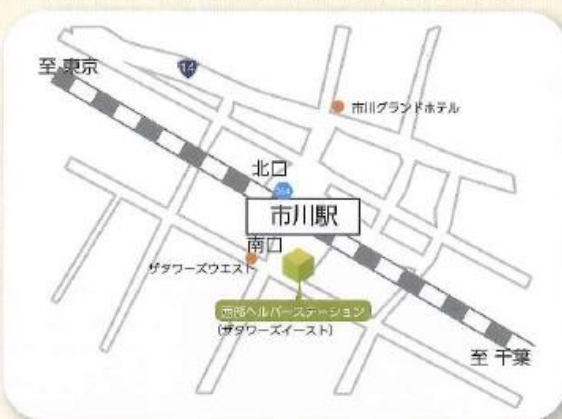 至 東京
14
市川グランドホテル
北口
264
市川駅
南口
ザタワーズウエスト
西部ヘルパーステーション
(ザタワーズイースト)
至 千葉